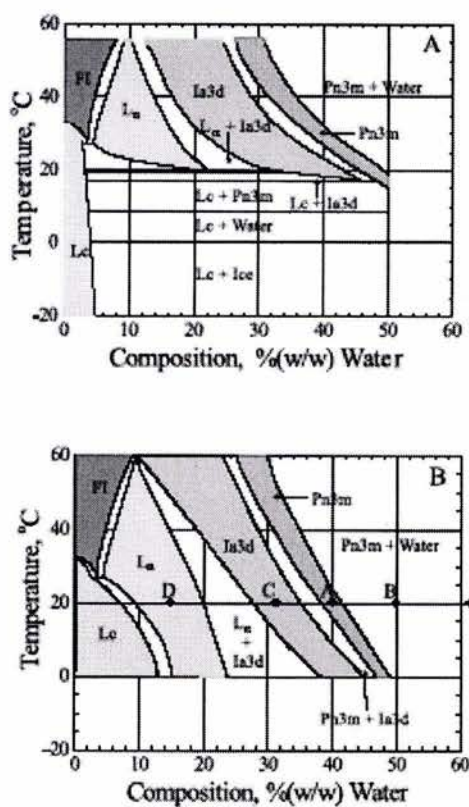 A
60
40
20
0
-20
Temperature, °C
FI
Lα
Ia3d
Lα + Ia3d
Pn3m + Water
Pn3m
Lc + Pn3m
Lc + Ia3d
Lc + Water
Lc
Lc + Ice
0 10 20 30 40 50 60
Composition, %(w/w) Water
B
60
40
20
0
-20
Temperature, °C
FI
Pn3m
Ia3d
Pn3m + Water
Lα
D C A B
Lc
Lα
+
Ia3d
Pn3m + Ia3d
0 10 20 30 40 50 60
Composition, %(w/w) Water